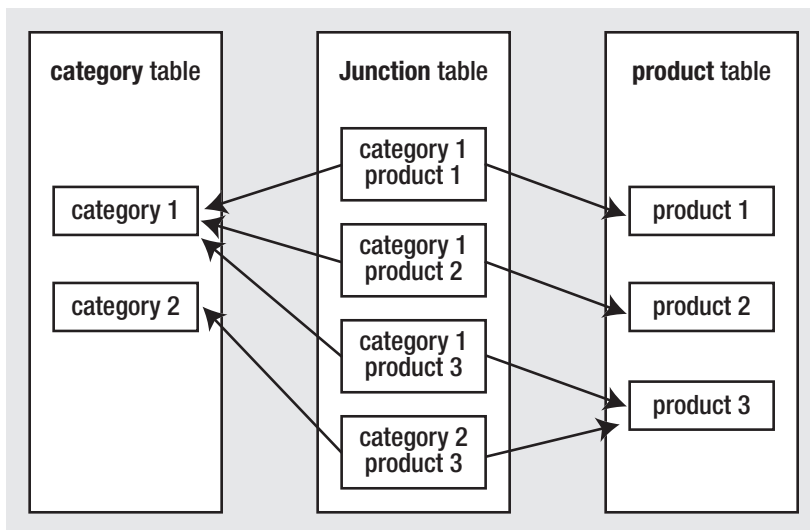 category table
category 1
category 2
Junction table
category 1
product 1
category 1
product 2
category 1
product 3
category 2
product 3
product table
product 1
product 2
product 3